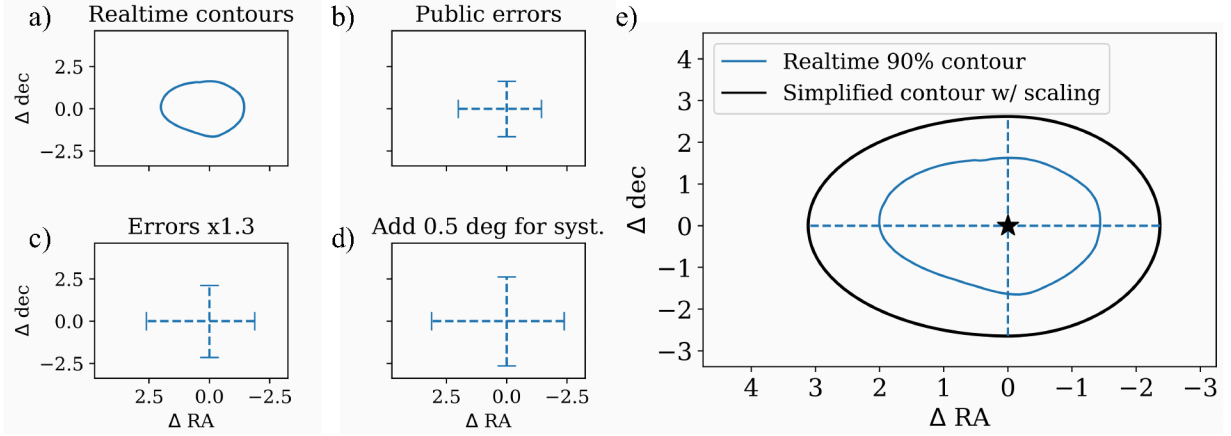 a) Realtime contours
Δ dec
2.5
0.0
−2.5
b) Public errors
c) Errors x1.3
Δ dec
2.5
0.0
−2.5
2.5 0.0 −2.5
Δ RA
d) Add 0.5 deg for syst.
2.5 0.0 −2.5
Δ RA
e)
Realtime 90% contour
Simplified contour w/ scaling
Δ dec
4
3
2
1
0
−1
−2
−3
4 3 2 1 0 −1 −2 −3
Δ RA